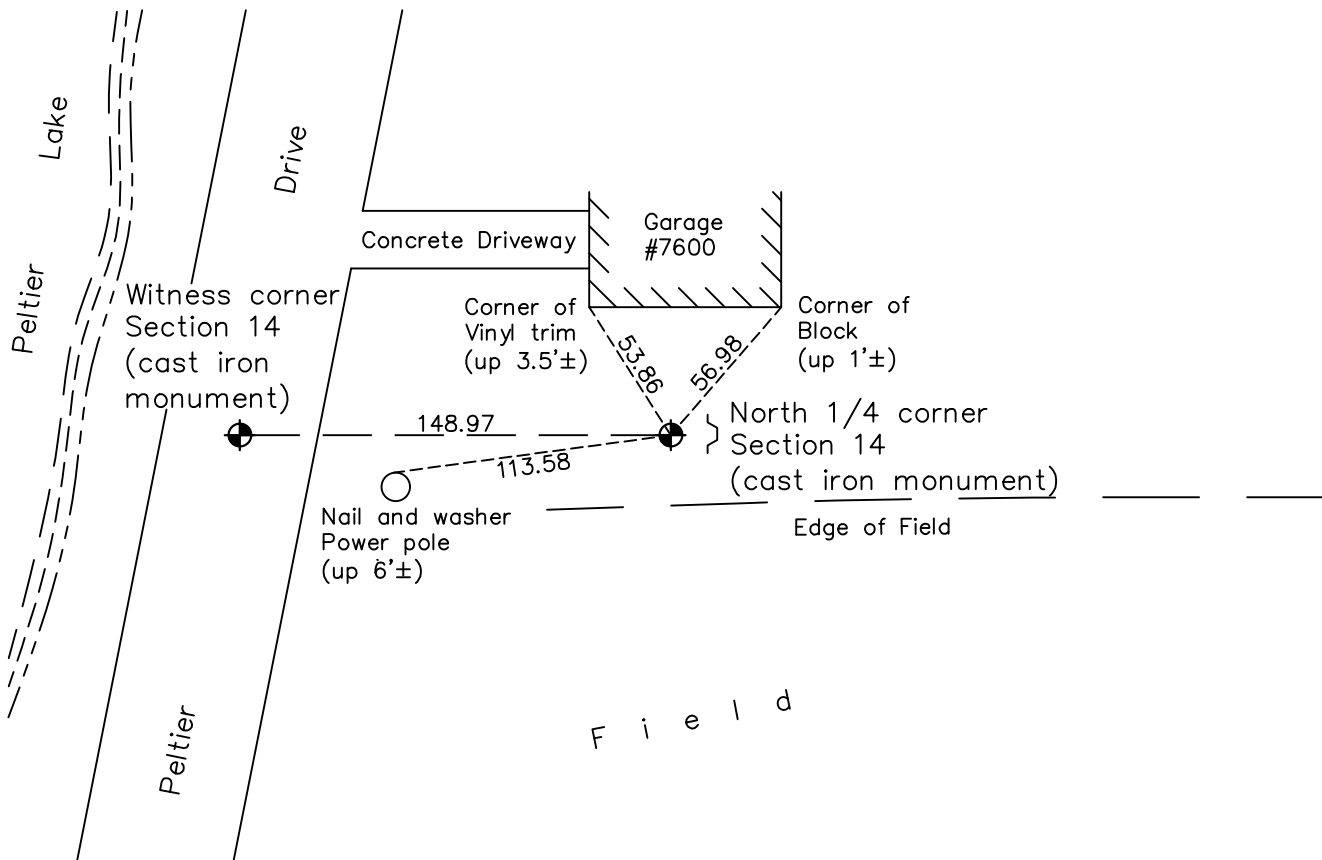 Peltier Lake
Drive
Garage
#7600
Concrete Driveway
Witness corner
Section 14
(cast iron
monument)
Corner of
Vinyl trim
(up 3.5'±)
Corner of
Block
(up 1'±)
53.86
56.98
148.97
113.58
North 1/4 corner
Section 14
(cast iron monument)
Nail and washer
Power pole
(up 6'±)
Edge of Field
Field
Peltier